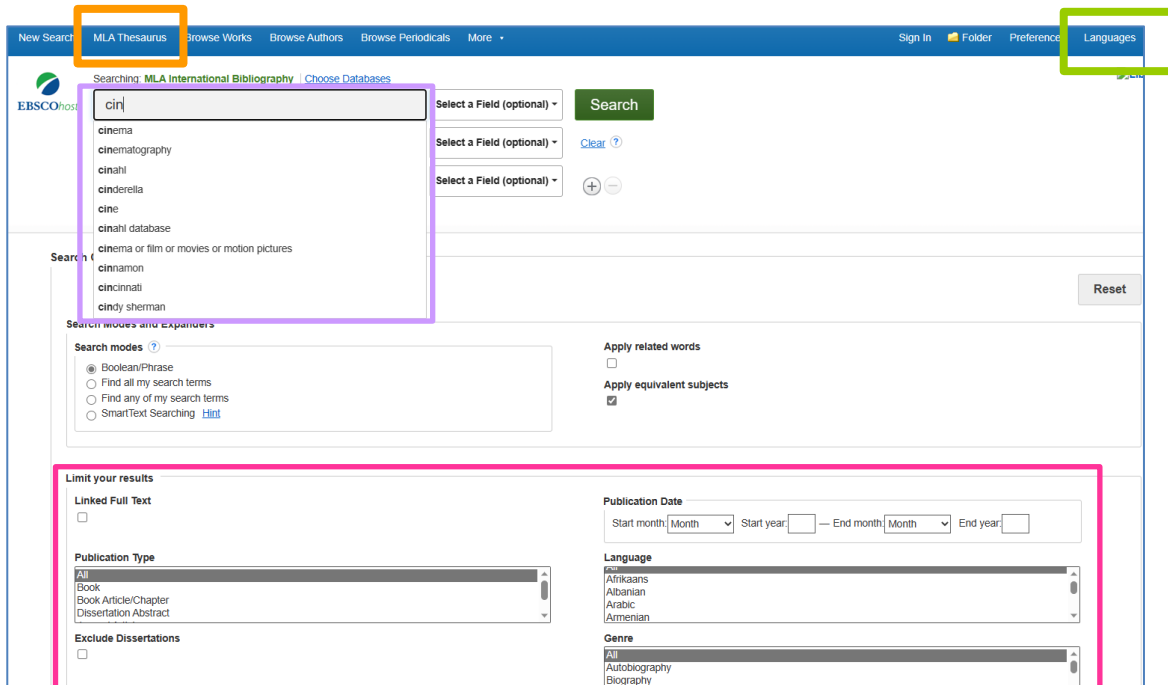 New Search MLA Thesaurus Browse Works Browse Authors Browse Periodicals More Sign In Folder Preference Languages
Searching: MLA International Bibliography Choose Databases
EBSCOhost
cin Select a Field (optional) Search
cinema
cinematography Select a Field (optional) Clear ?
cinahl
cinderella Select a Field (optional)
cine
cinahl database
cinema or film or movies or motion pictures
cinnamon
cincinnati
cindy sherman
Reset
Search Modes and Expanders
Search modes ?
Boolean/Phrase
Find all my search terms
Find any of my search terms
SmartText Searching Hint
Apply related words
Apply equivalent subjects
Limit your results
Linked Full Text
Publication Date
Start month: Month Start year: — End month: Month End year:
Publication Type
All
Book
Book Article/Chapter
Dissertation Abstract
Language
All
Afrikaans
Albanian
Arabic
Armenian
Exclude Dissertations
Genre
All
Autobiography
Biography